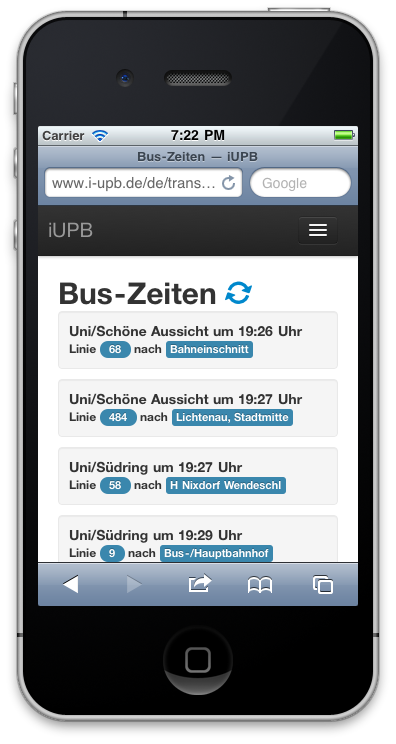 Carrier 7:22 PM
Bus-Zeiten — iUPB
www.i-upb.de/de/trans... Google
iUPB
Bus-Zeiten
Uni/Schöne Aussicht um 19:26 Uhr
Linie 68 nach Bahneinschnitt
Uni/Schöne Aussicht um 19:27 Uhr
Linie 484 nach Lichtenau, Stadtmitte
Uni/Südring um 19:27 Uhr
Linie 58 nach H Nixdorf Wendeschl
Uni/Südring um 19:29 Uhr
Linie 9 nach Bus-/Hauptbahnhof